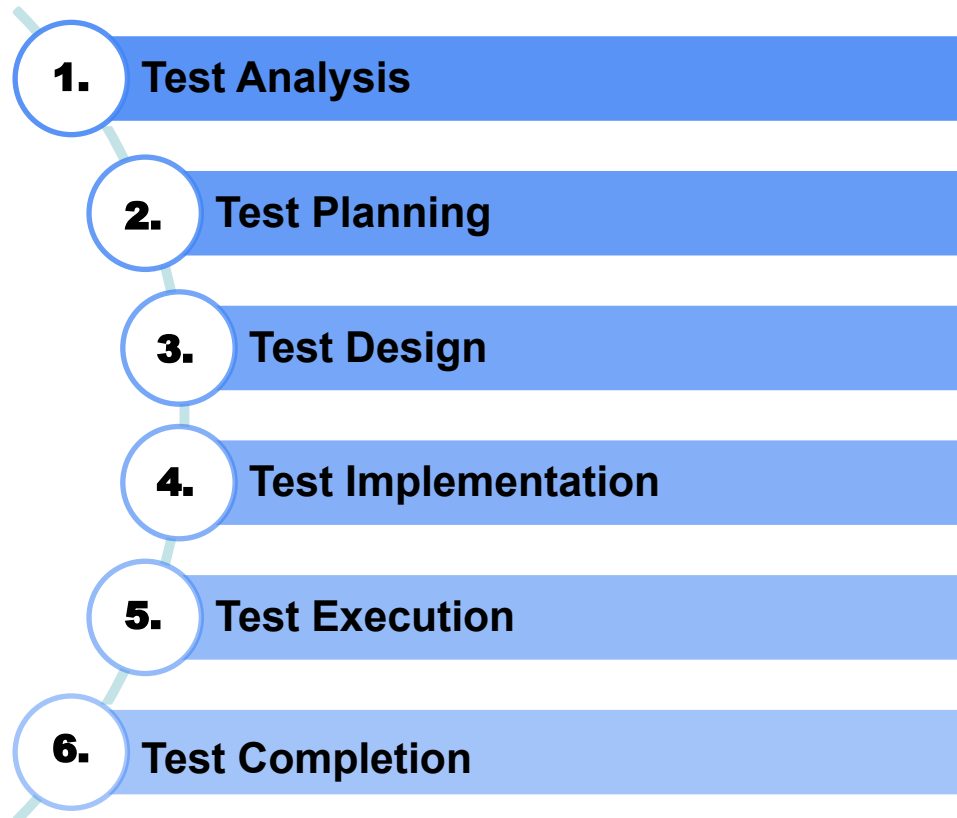 1. Test Analysis
2. Test Planning
3. Test Design
4. Test Implementation
5. Test Execution
6. Test Completion